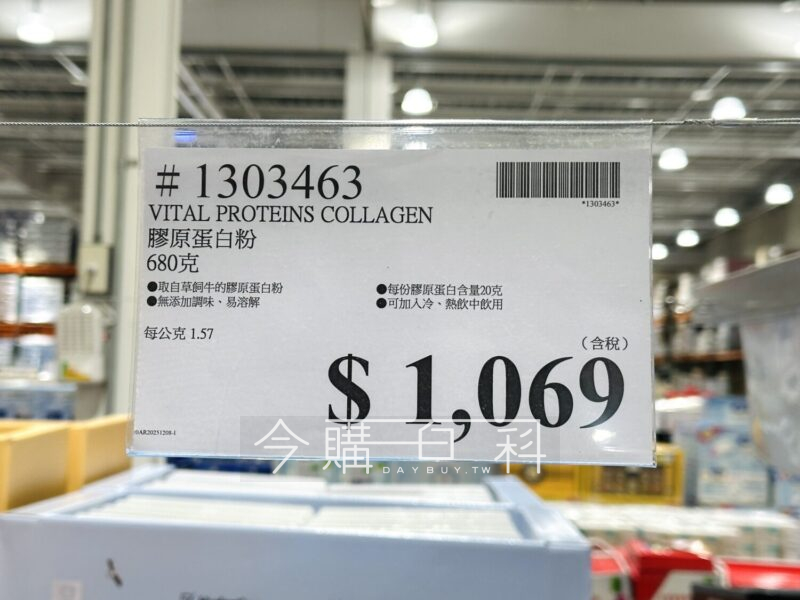 # 1303463
*1303463*
VITAL PROTEINS COLLAGEN
膠原蛋白粉
680克
●取自草飼牛的膠原蛋白粉
●每份膠原蛋白含量20克
●無添加調味、易溶解
●可加入冷、熱飲中飲用
每公克 1.57
(含稅)
$ 1,069
今購百科
DAYBUY.TW